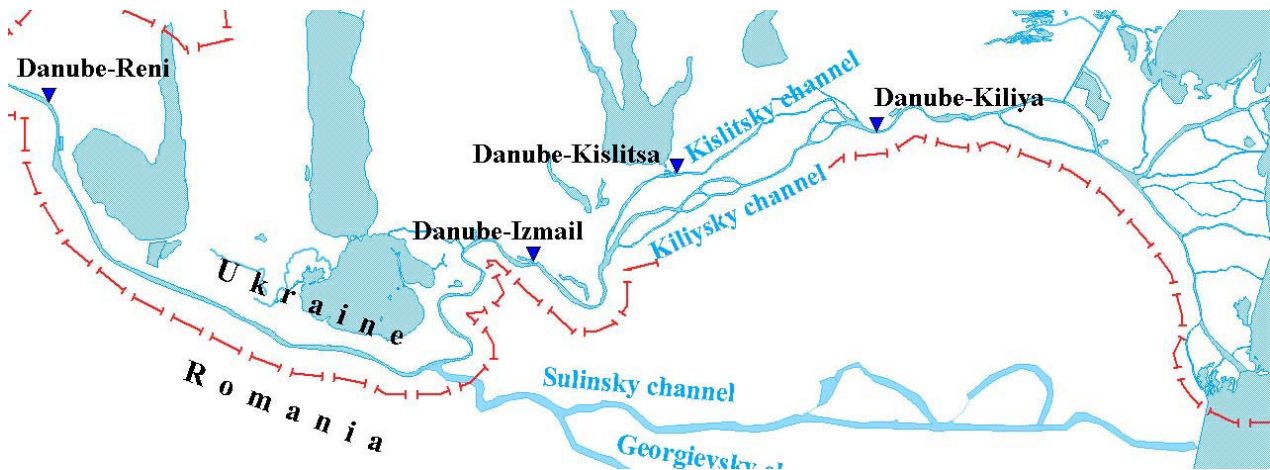 Danube-Reni
Danube-Kiliya
Kislitsky channel
Danube-Kislitsa
Kiliysky channel
Danube-Izmail
Ukraine
Romania
Sulinsky channel
Georgievsky